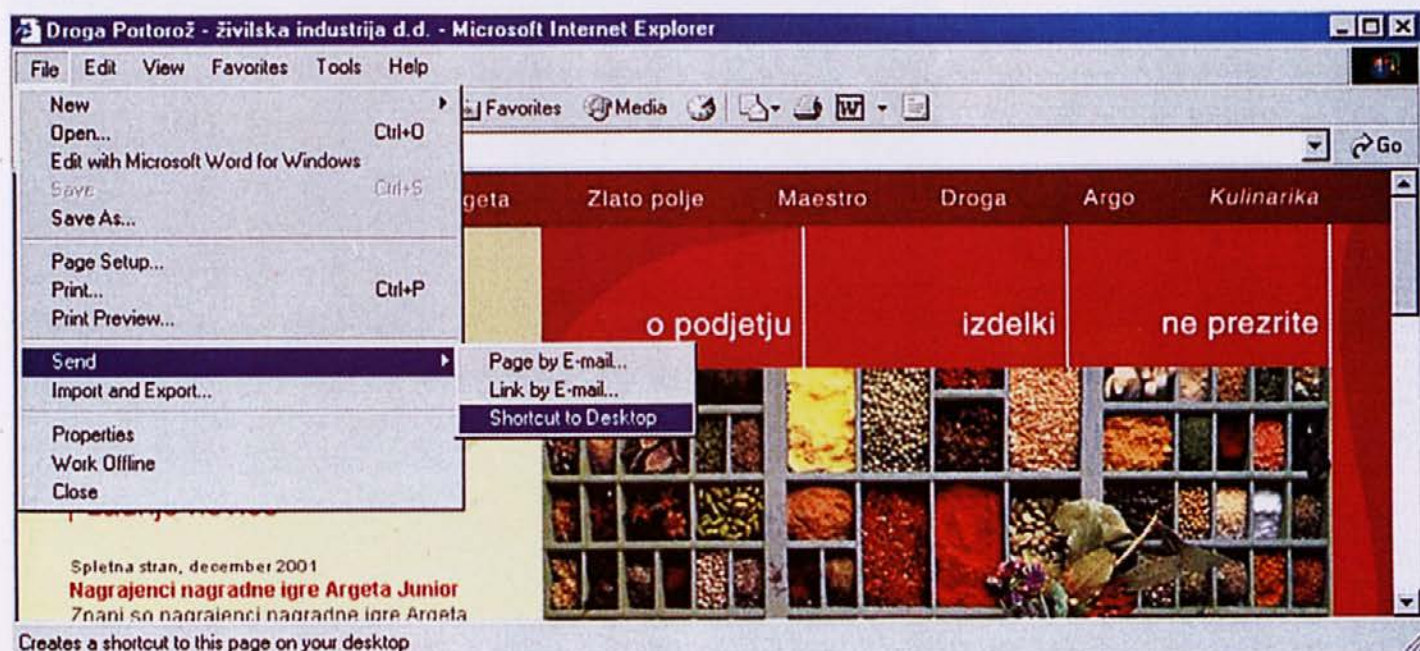 Droga Portorož - živilska industrija d.d. - Microsoft Internet Explorer
File Edit View Favorites Tools Help
New
Open... Ctrl+O
Edit with Microsoft Word for Windows
Save Ctrl+S
Save As...
Page Setup...
Print... Ctrl+P
Print Preview...
Send
Import and Export...
Properties
Work Offline
Close
Page by E-mail...
Link by E-mail...
Shortcut to Desktop
Favorites Media W
Go
geta Zlato polje Maestro Droga Argo Kulinarika
o podjetju izdelki ne prezrite
Spletna stran, december 2001
Nagrajenci nagradne igre Argeta Junior
Znani so nagrajenci nagradne igre Argeta
Creates a shortcut to this page on your desktop